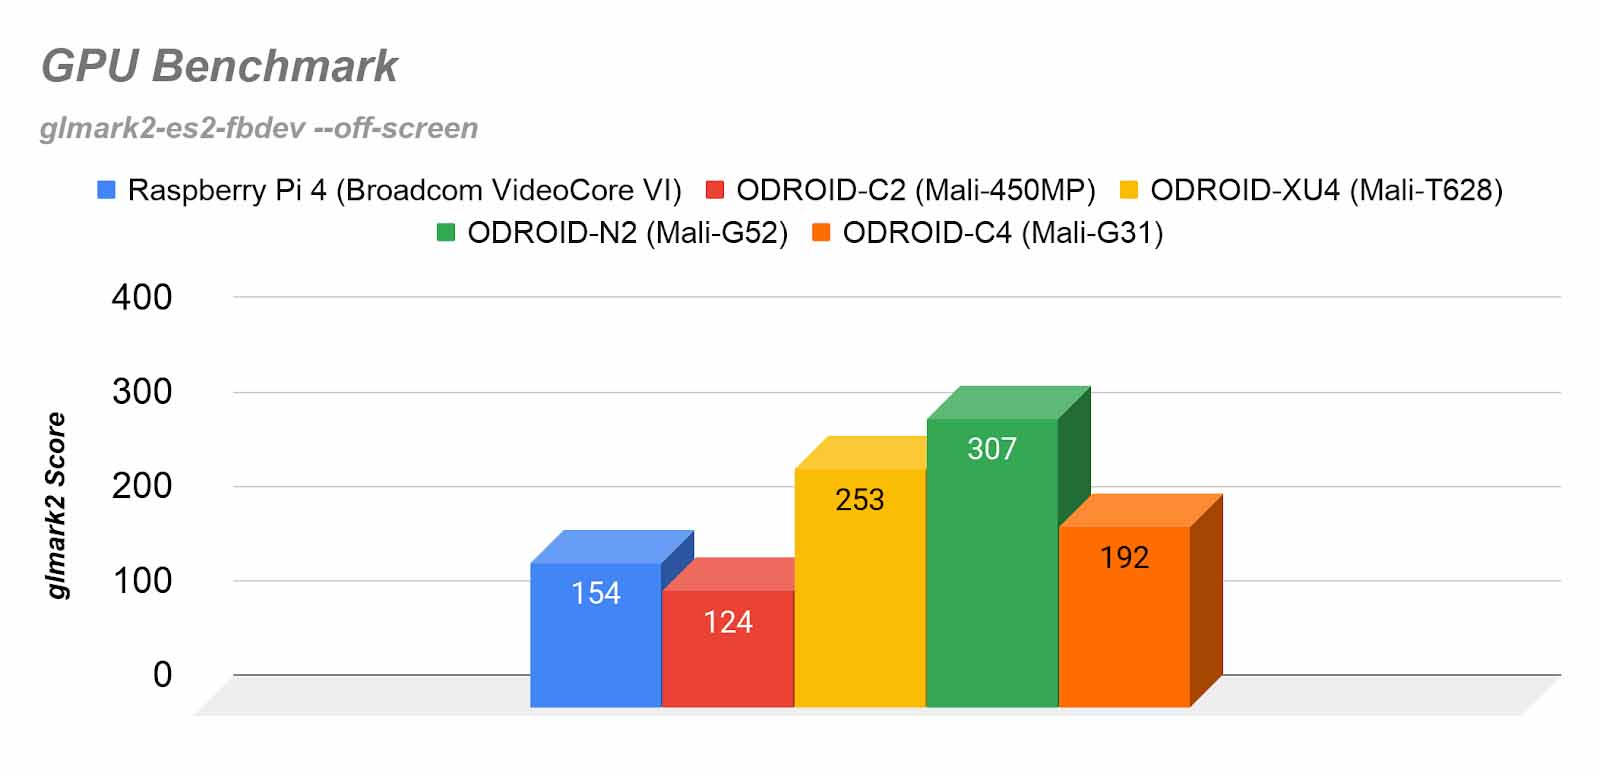 GPU Benchmark
glmark2-es2-fbdev --off-screen
Raspberry Pi 4 (Broadcom VideoCore VI) ODROID-C2 (Mali-450MP) ODROID-XU4 (Mali-T628)
ODROID-N2 (Mali-G52) ODROID-C4 (Mali-G31)
400
300
200
100
0
glmark2 Score
154
124
253
307
192